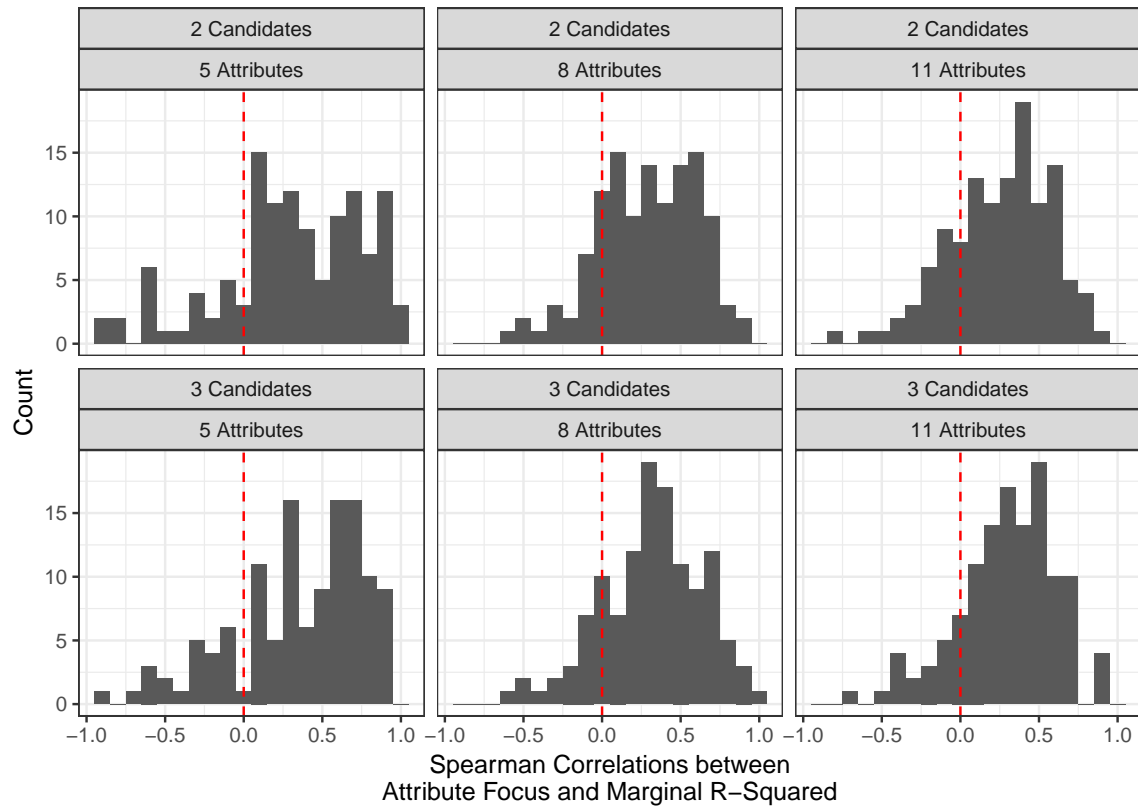 2 Candidates
2 Candidates
2 Candidates
5 Attributes
8 Attributes
11 Attributes
15
10
5
0
3 Candidates
3 Candidates
3 Candidates
5 Attributes
8 Attributes
11 Attributes
15
10
5
0
−1.0 −0.5 0.0 0.5 1.0
−1.0 −0.5 0.0 0.5 1.0
−1.0 −0.5 0.0 0.5 1.0
Count
Spearman Correlations between
Attribute Focus and Marginal R−Squared